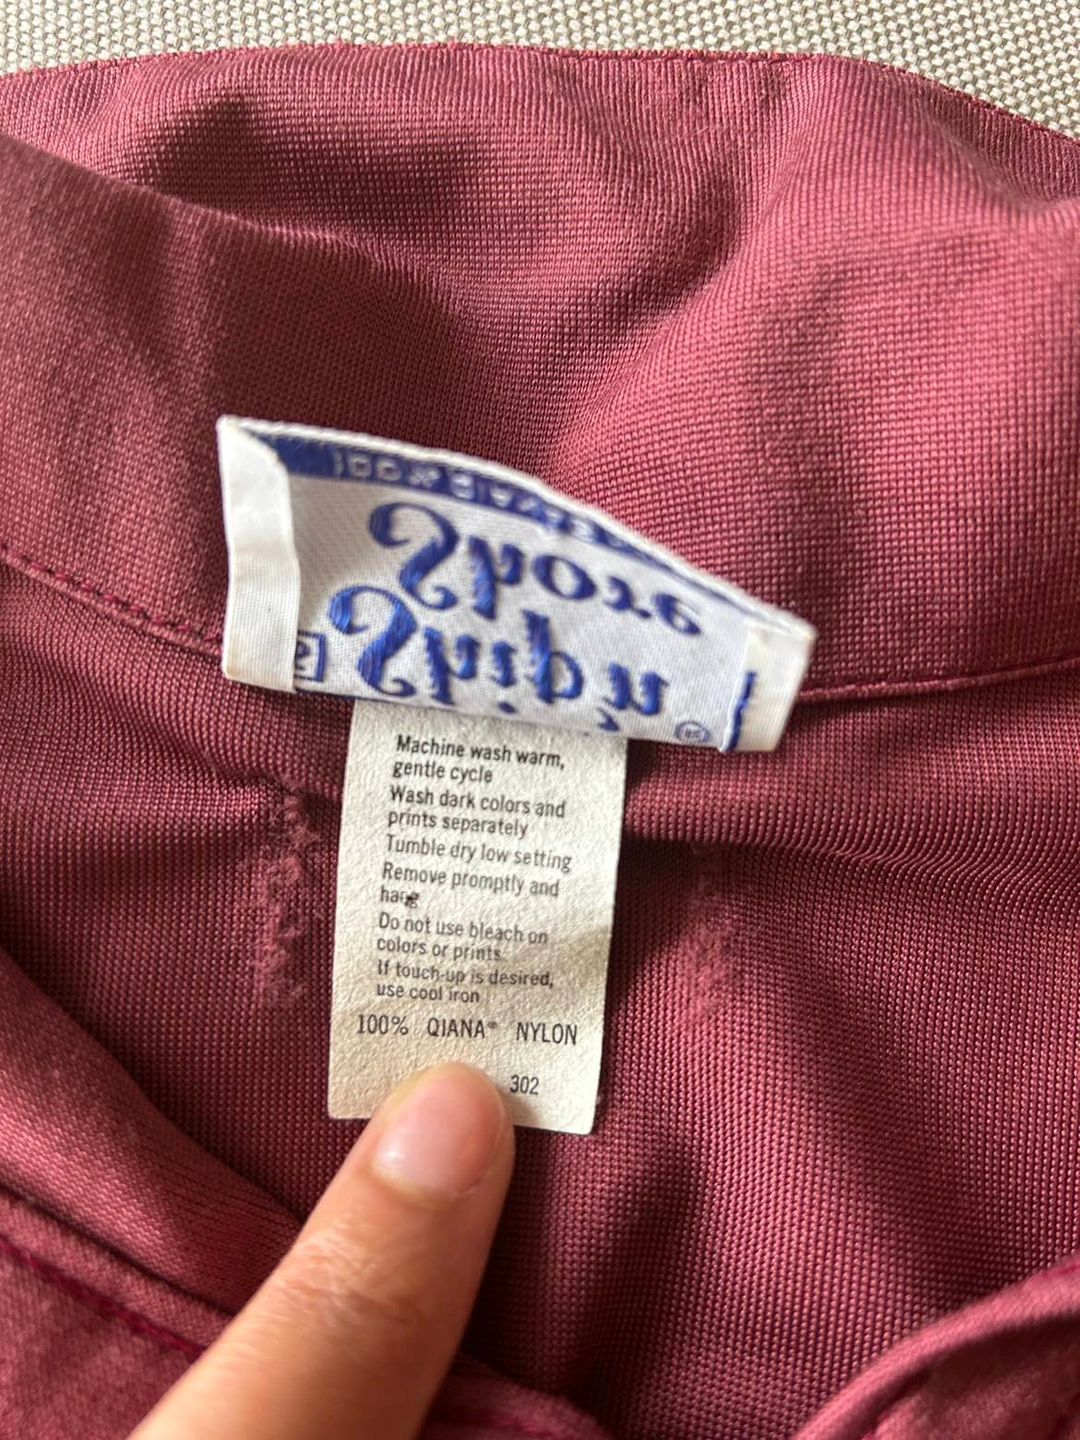 Ship'n®
Shore
Machine wash warm,
gentle cycle
Wash dark colors and
prints separately
Tumble dry low setting
Remove promptly and
hang
Do not use bleach on
colors or prints
If touch-up is desired,
use cool iron
100% QIANA® NYLON
302